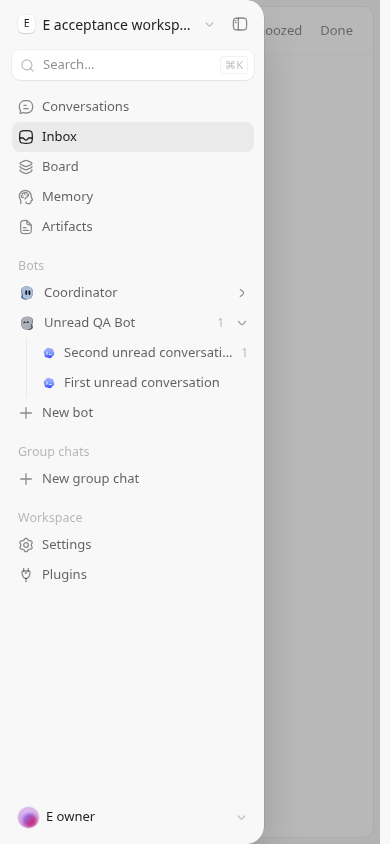 E E acceptance worksp...
oozed Done
Search... ⌘K
Conversations
Inbox
Board
Memory
Artifacts
Bots
Coordinator
Unread QA Bot 1
Second unread conversati... 1
First unread conversation
New bot
Group chats
New group chat
Workspace
Settings
Plugins
E owner